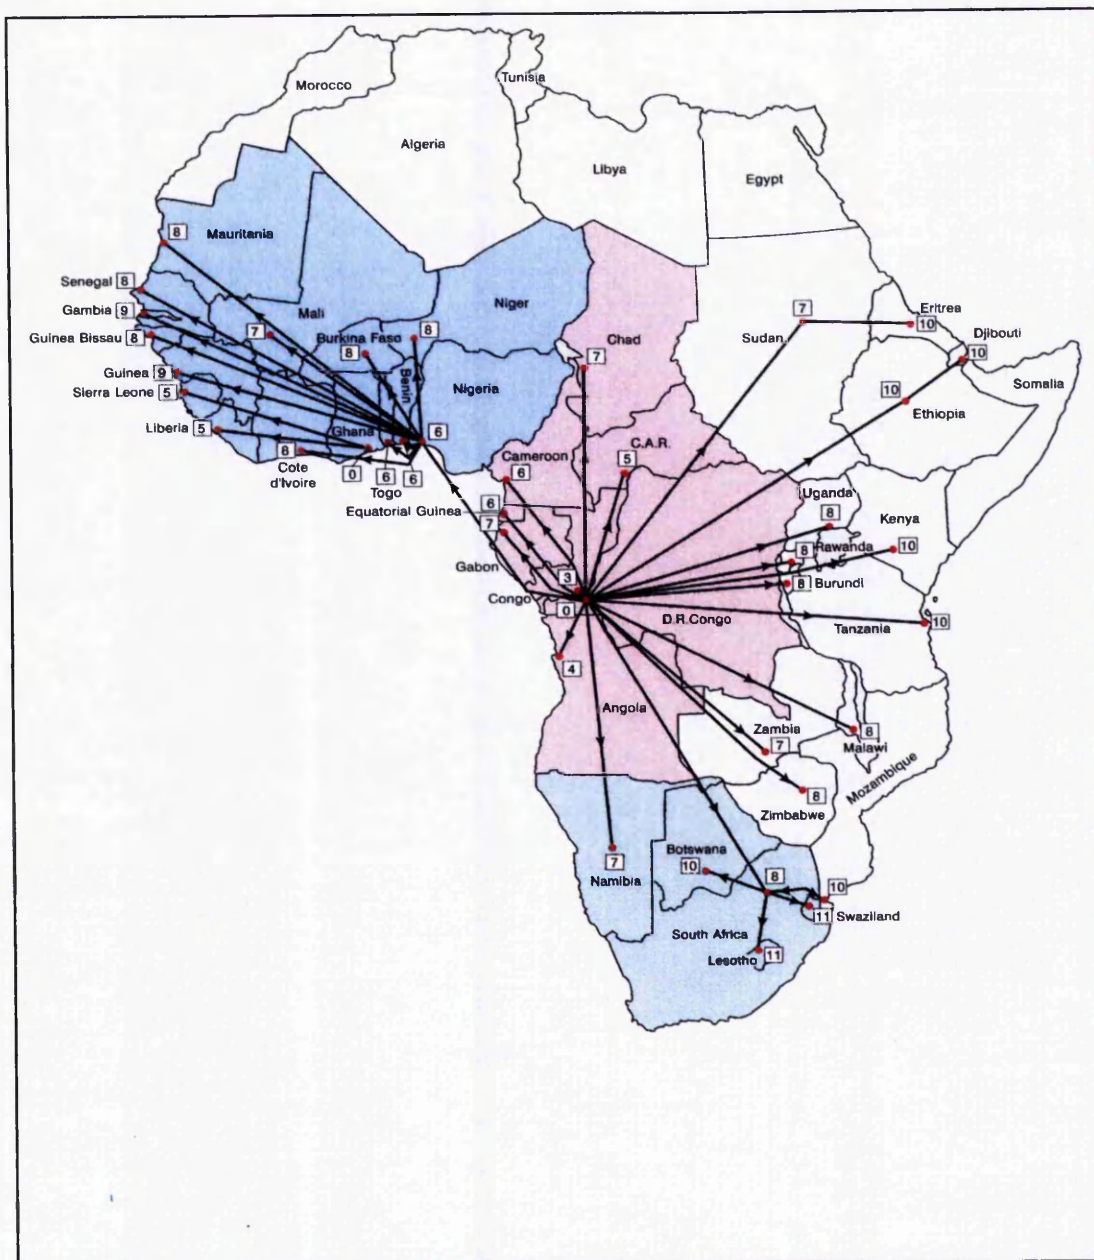 Morocco
Tunisia
Algeria
Libya
Egypt
Mauritania
8
Senegal 8
Gambia 9
Guinea Bissau 8
Guinea 9
Sierra Leone 5
Liberia 5
Mali
7
Niger
Burkina Faso
8
8
Benin
Nigeria
Ghana
6
8
Cote
d'Ivoire
0
6
6
Togo
Chad
7
Sudan
7
Eritrea
10
Djibouti
10
Somalia
10
Ethiopia
C.A.R.
5
Cameroon
6
Equatorial Guinea
6
7
Gabon
3
Congo
0
Uganda
8
Kenya
10
8
Rawanda
8
Burundi
D.R.Congo
Tanzania
10
4
Angola
Zambia
7
8
Malawi
Mozambique
8
Zimbabwe
Botswana
10
7
Namibia
8
10
11 Swaziland
South Africa
Lesotho 11